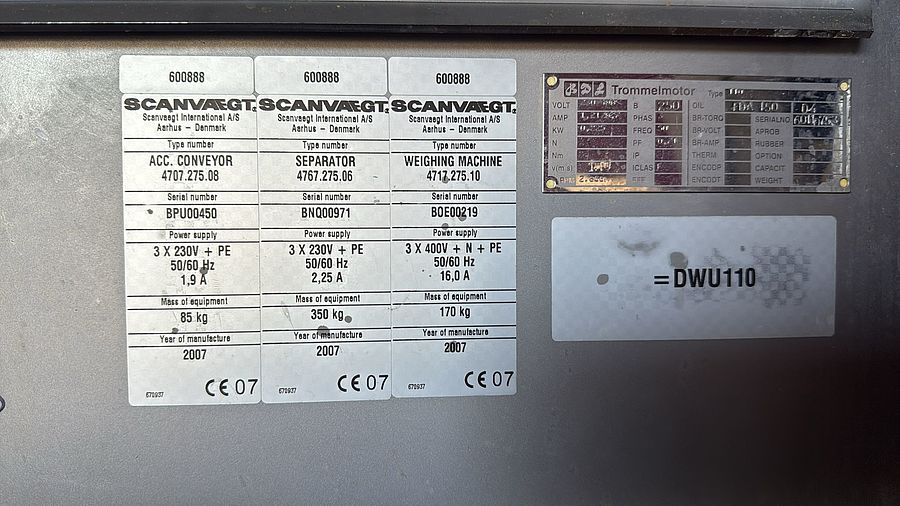 600888
SCANVAEGT
Scanvaegt International A/S
Aarhus – Denmark
Type number
ACC. CONVEYOR
4707.275.08
Serial number
BPU00450
Power supply
3 X 230V + PE
50/60 Hz
1,9 A
Mass of equipment
85 kg
Year of manufacture
2007
670937
CE 07
600888
SCANVAEGT
Scanvaegt International A/S
Aarhus – Denmark
Type number
SEPARATOR
4767.275.06
Serial number
BNQ00971
Power supply
3 X 230V + PE
50/60 Hz
2,25 A
Mass of equipment
350 kg
Year of manufacture
2007
670937
CE 07
600888
SCANVAEGT
Scanvaegt International A/S
Aarhus – Denmark
Type number
WEIGHING MACHINE
4717.275.10
Serial number
BOE00219
Power supply
3 X 400V + N + PE
50/60 Hz
16,0 A
Mass of equipment
170 kg
Year of manufacture
2007
670937
CE 07
Trommelmotor Type
VOLT B 250 OIL
AMP PHAS BR-TORQ SERIALNO
KW FREQ BR-VOLT APROB
N PF BR-AMP RUBBER
Nm IP THERM OPTION
v(m/s) ICLAS ENCODP CAPACIT
RPM EFF ENCODT WEIGHT
=DWU110